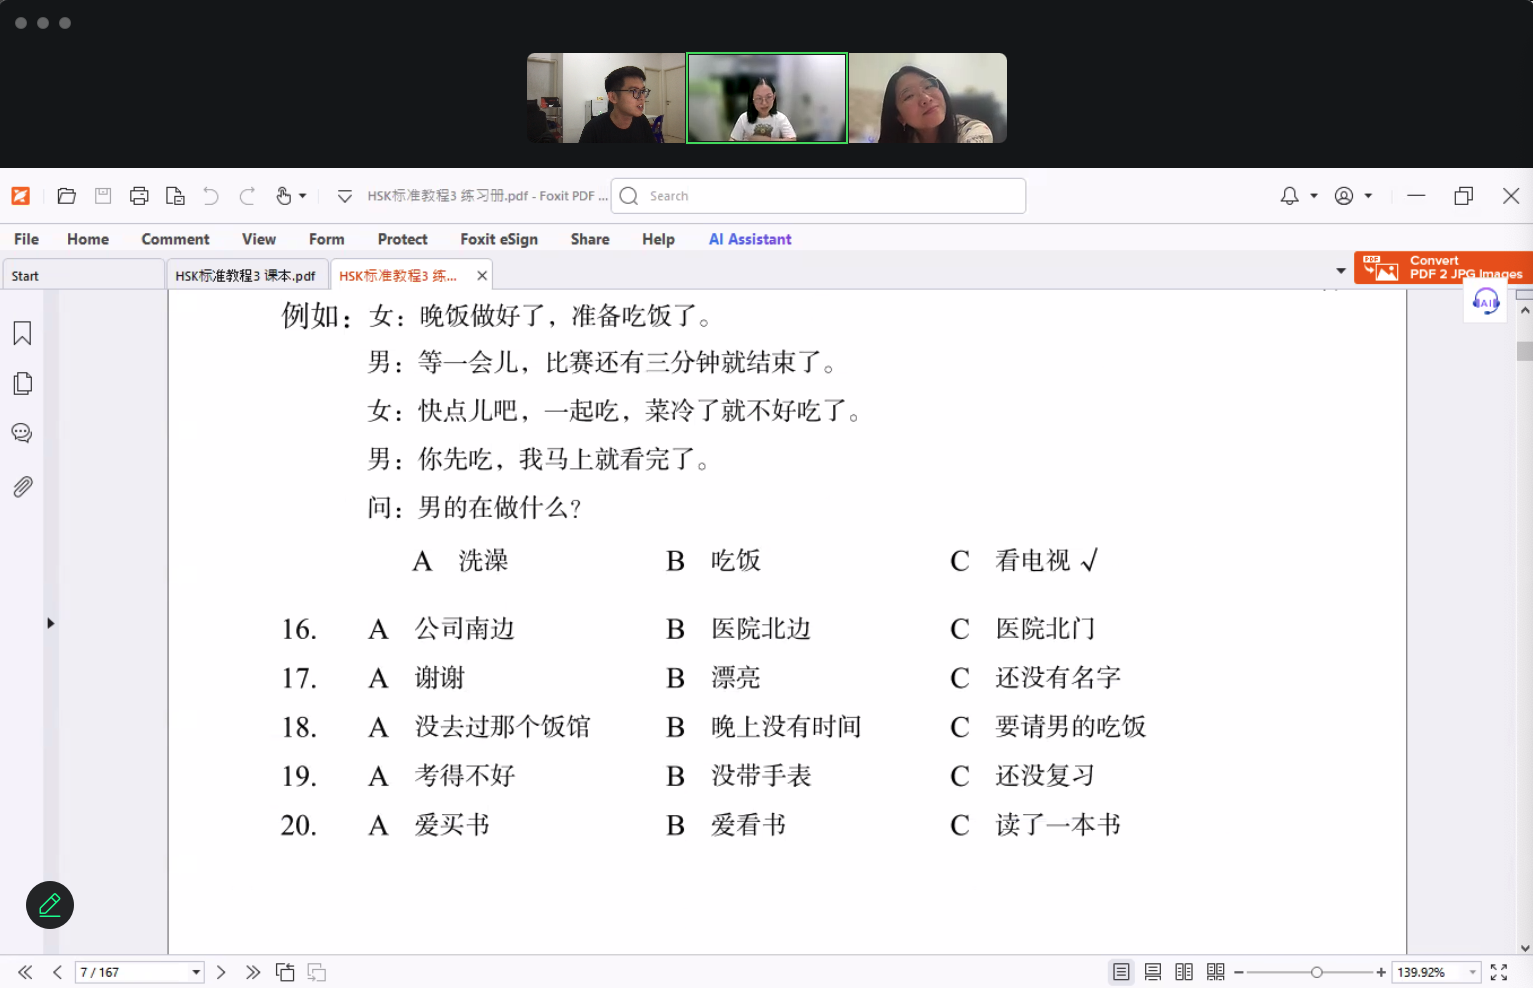 HSK标准教程3 练习册.pdf - Foxit PDF ...
Search
File Home Comment View Form Protect Foxit eSign Share Help AI Assistant
Start HSK标准教程3 课本.pdf HSK标准教程3 练...
PDF Convert
PDF 2 JPG Images
AI
例如：女：晚饭做好了，准备吃饭了。
男：等一会儿，比赛还有三分钟就结束了。
女：快点儿吧，一起吃，菜冷了就不好吃了。
男：你先吃，我马上就看完了。
问：男的在做什么？
A 洗澡 B 吃饭 C 看电视 √
16. A 公司南边 B 医院北边 C 医院北门
17. A 谢谢 B 漂亮 C 还没有名字
18. A 没去过那个饭馆 B 晚上没有时间 C 要请男的吃饭
19. A 考得不好 B 没带手表 C 还没复习
20. A 爱买书 B 爱看书 C 读了一本书
7 / 167 139.92%